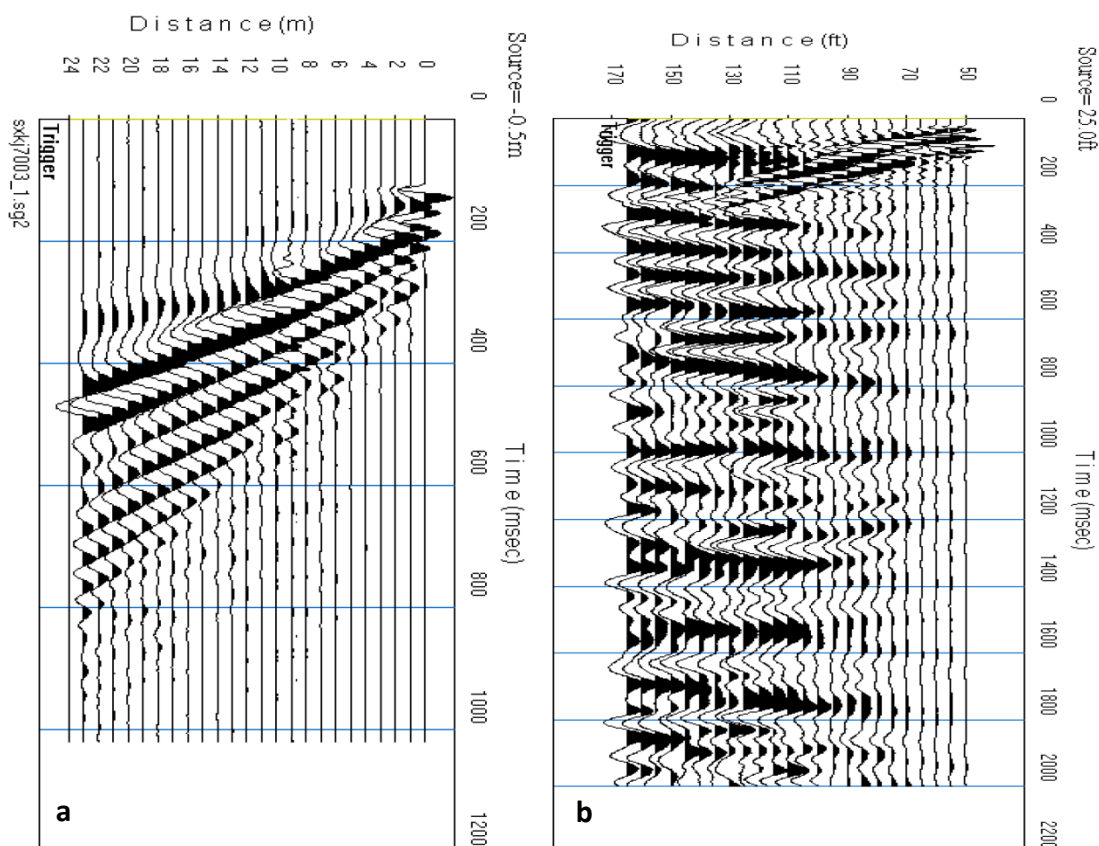 Distance (m)
24 22 20 18 16 14 12 10 8 6 4 2 0
Source= -0.5m
0
200
400
600
800
1000
1200
Time (msec)
Trigger
sxkj7003_1.sg2
a
Distance (ft)
170 150 130 110 90 70 50
Source= 25.0ft
0
200
400
600
800
1000
1200
1400
1600
1800
2000
2200
Time (msec)
Trigger
b